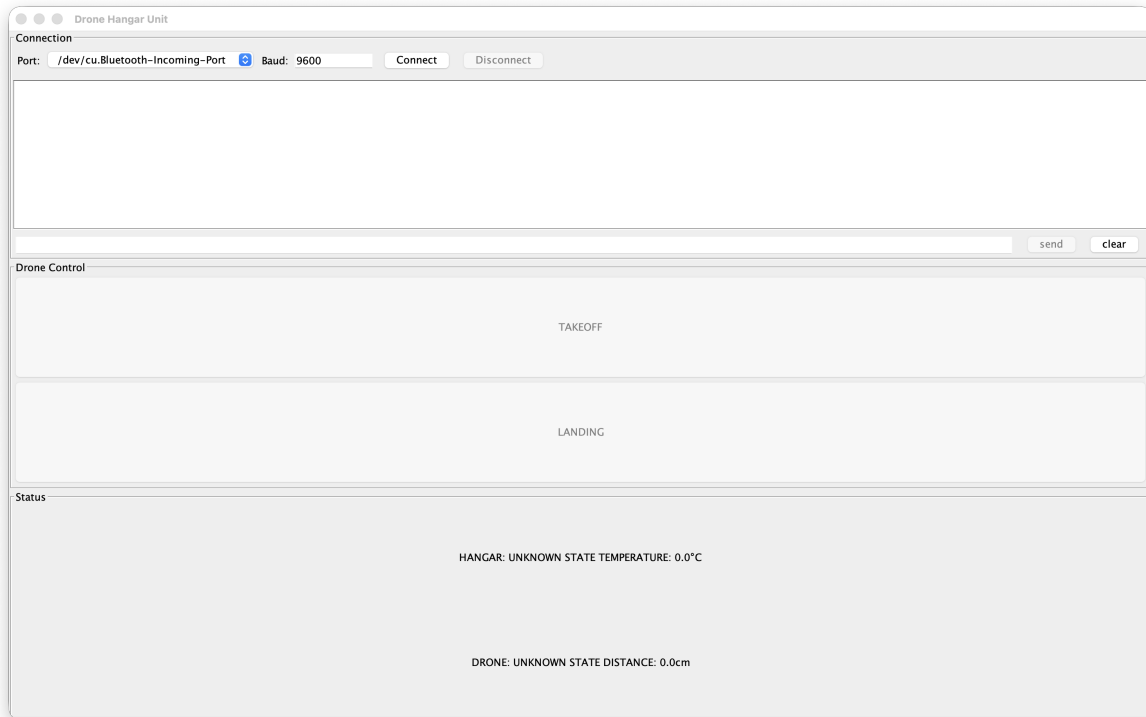 Drone Hangar Unit
Connection
Port: /dev/cu.Bluetooth-Incoming-Port Baud: 9600 Connect Disconnect
send clear
Drone Control
TAKEOFF
LANDING
Status
HANGAR: UNKNOWN STATE TEMPERATURE: 0.0°C
DRONE: UNKNOWN STATE DISTANCE: 0.0cm